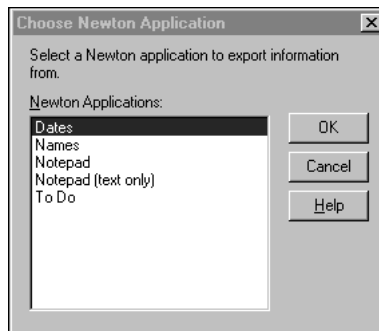 Choose Newton Application
Select a Newton application to export information
from.
Newton Applications:
Dates
Names
Notepad
Notepad (text only)
To Do
OK
Cancel
Help